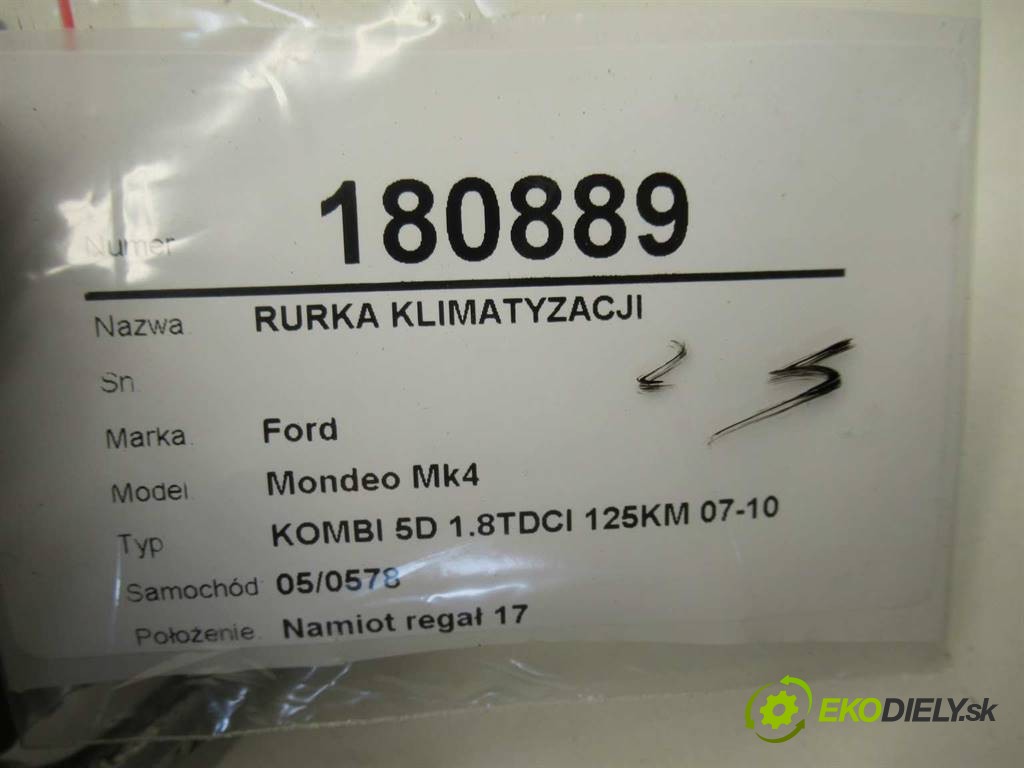 Numer 180889
Nazwa RURKA KLIMATYZACJI
Sn
Marka Ford
Model Mondeo Mk4
Typ KOMBI 5D 1.8TDCI 125KM 07-10
Samochód 05/0578
Położenie Namiot regał 17
EKODIELY.sk